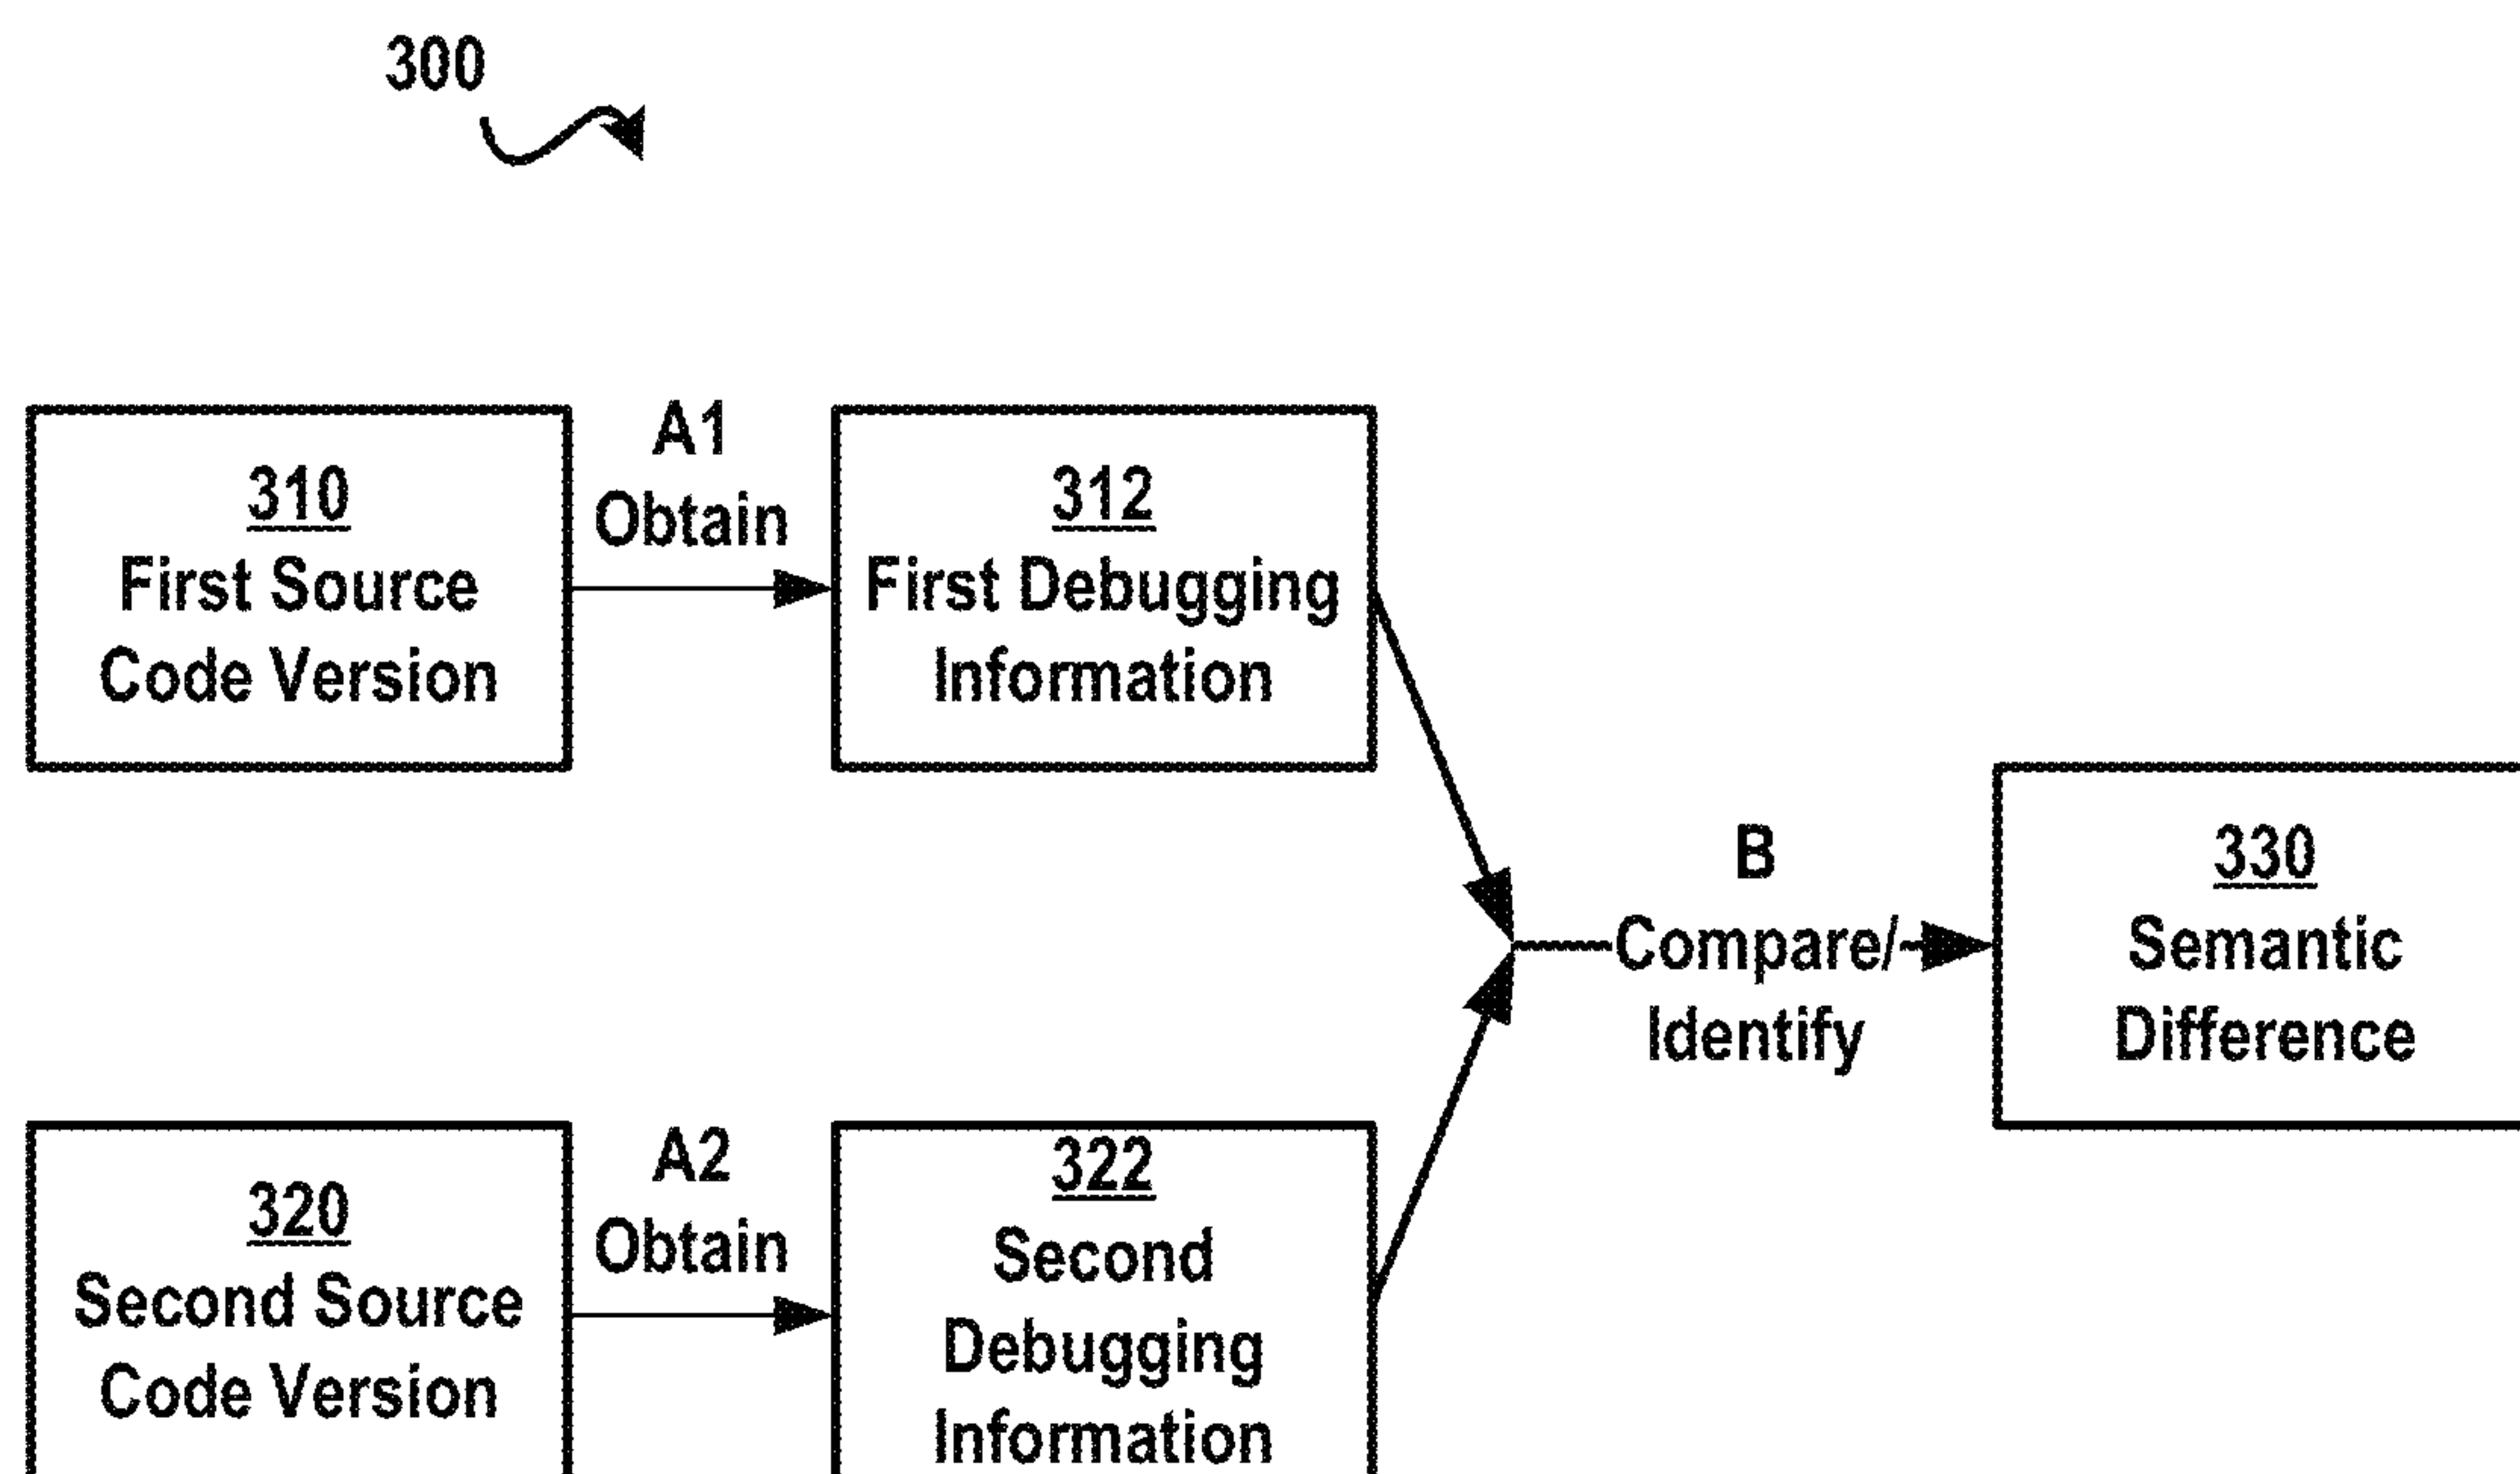 300
310
First Source
Code Version
A1
Obtain
312
First Debugging
Information
B
Compare/
Identify
330
Semantic
Difference
320
Second Source
Code Version
A2
Obtain
322
Second
Debugging
Information